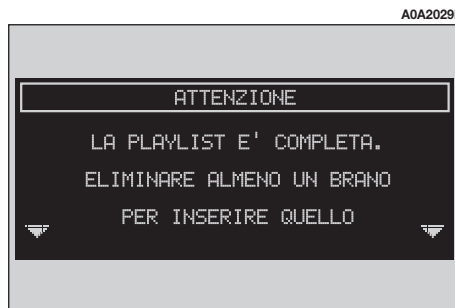 A0A2029
ATTENZIONE
LA PLAYLIST E' COMPLETA.
ELIMINARE ALMENO UN BRANO
PER INSERIRE QUELLO